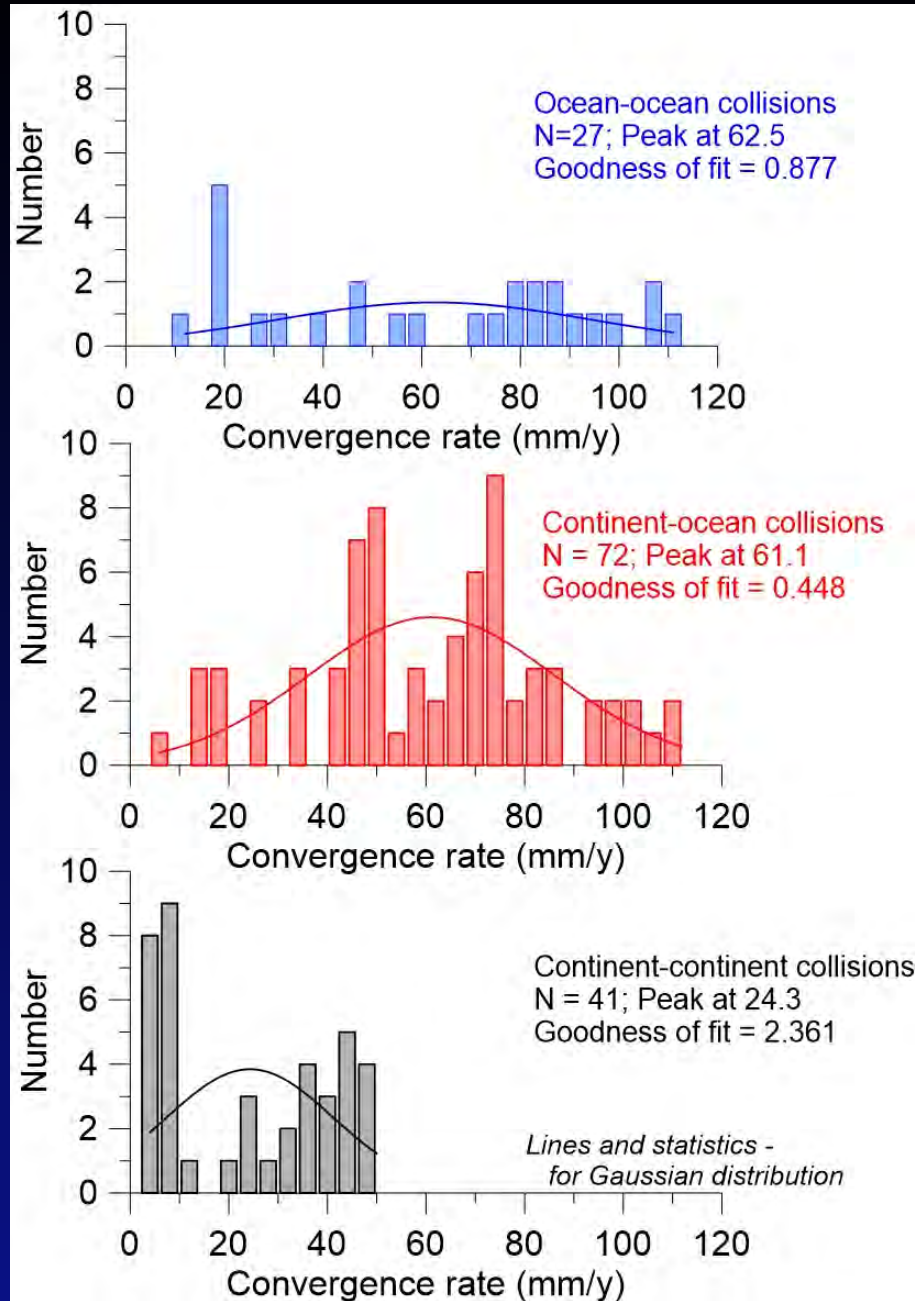 10
8
6
4
2
0
Number
Ocean-ocean collisions
N=27; Peak at 62.5
Goodness of fit = 0.877
0 20 40 60 80 100 120
Convergence rate (mm/y)
10
8
6
4
2
0
Number
Continent-ocean collisions
N = 72; Peak at 61.1
Goodness of fit = 0.448
0 20 40 60 80 100 120
Convergence rate (mm/y)
10
8
6
4
2
0
Number
Continent-continent collisions
N = 41; Peak at 24.3
Goodness of fit = 2.361
Lines and statistics -
for Gaussian distribution
0 20 40 60 80 100 120
Convergence rate (mm/y)